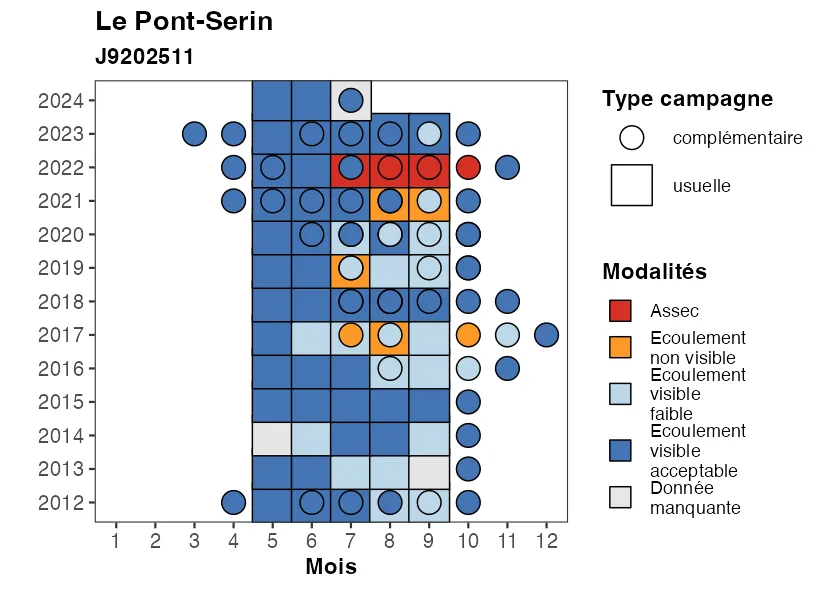 Le Pont-Serin
J9202511
2024
2023
2022
2021
2020
2019
2018
2017
2016
2015
2014
2013
2012
1 2 3 4 5 6 7 8 9 10 11 12
Mois
Type campagne
complémentaire
usuelle
Modalités
Assec
Ecoulement
non visible
Ecoulement
visible
faible
Ecoulement
visible
acceptable
Donnée
manquante